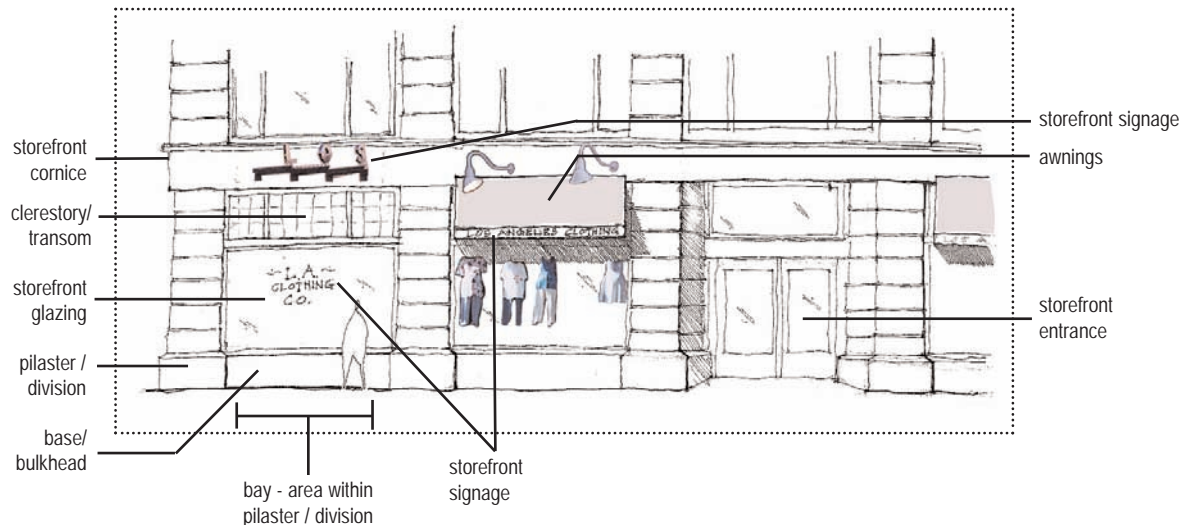 storefront
cornice
clerestory/
transom
storefront
glazing
pilaster /
division
base/
bulkhead
bay - area within
pilaster / division
storefront
signage
storefront signage
awnings
storefront
entrance
LOS
LOS ANGELES CLOTHING
~L.A.~
CLOTHING
CO.